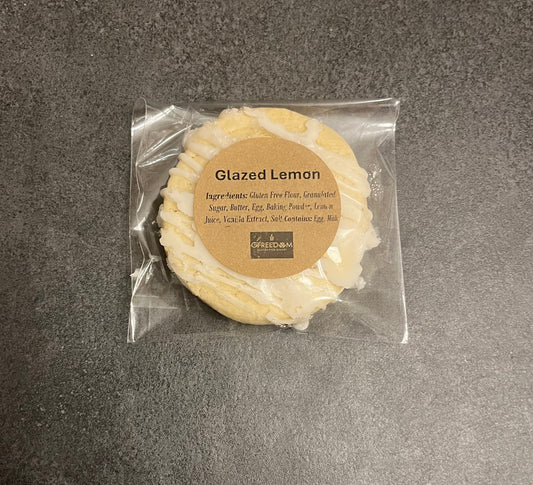 Glazed Lemon
Ingredients: Gluten Free Flour, Granulated
Sugar, Butter, Egg, Baking Powder, Lemon
Juice, Vanilla Extract, Salt Contains: Egg, Milk
GFREEDOM